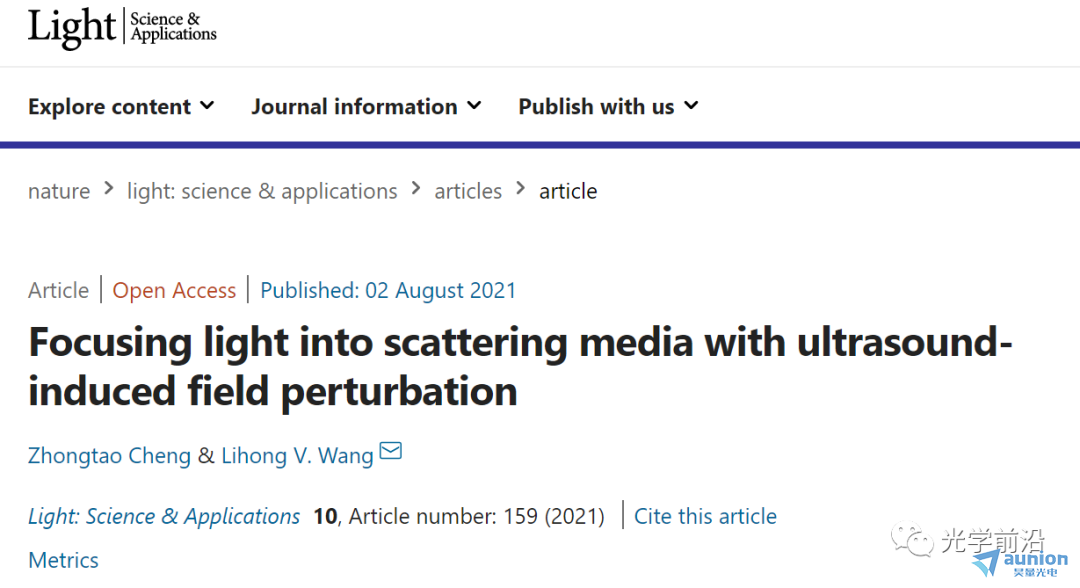 Light Science &
Applications
Explore content Journal information Publish with us
nature > light: science & applications > articles > article
Article | Open Access | Published: 02 August 2021
Focusing light into scattering media with ultrasound-
induced field perturbation
Zhongtao Cheng & Lihong V. Wang
Light: Science & Applications 10, Article number: 159 (2021) | Cite this article
Metrics
光学前沿
aunion
昊量光电